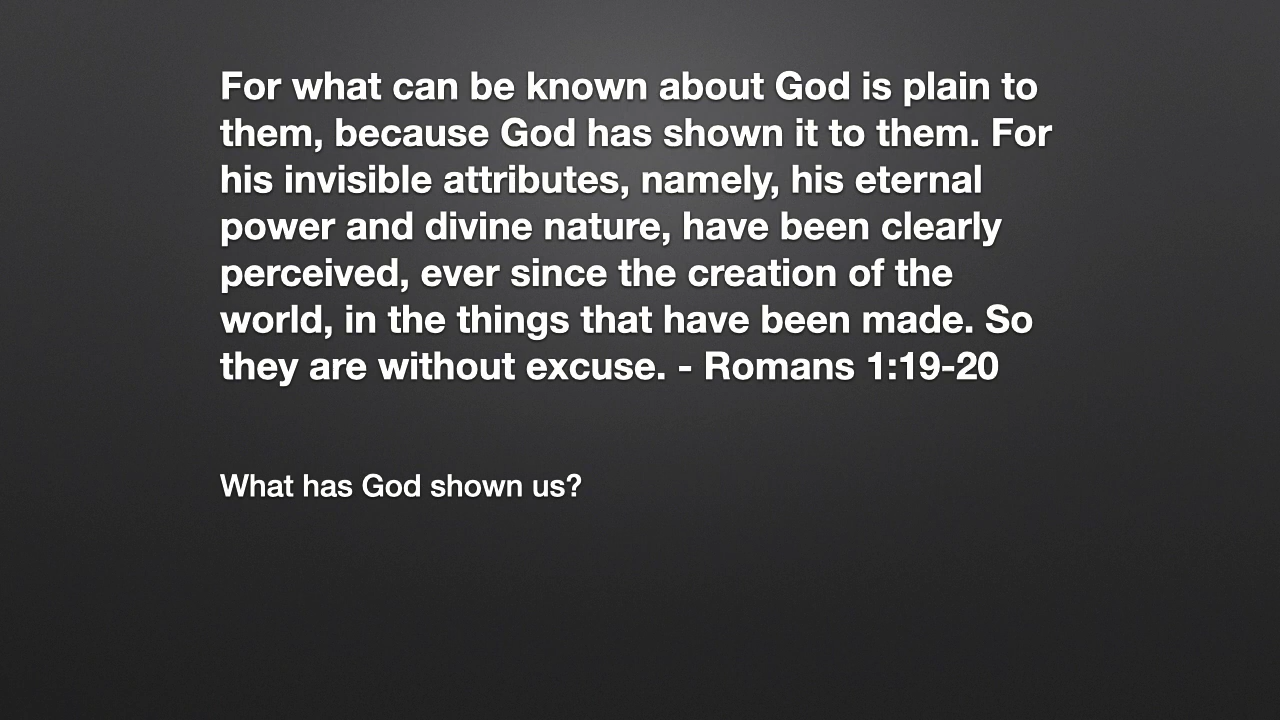 For what can be known about God is plain to
them, because God has shown it to them. For
his invisible attributes, namely, his eternal
power and divine nature, have been clearly
perceived, ever since the creation of the
world, in the things that have been made. So
they are without excuse. - Romans 1:19-20
What has God shown us?